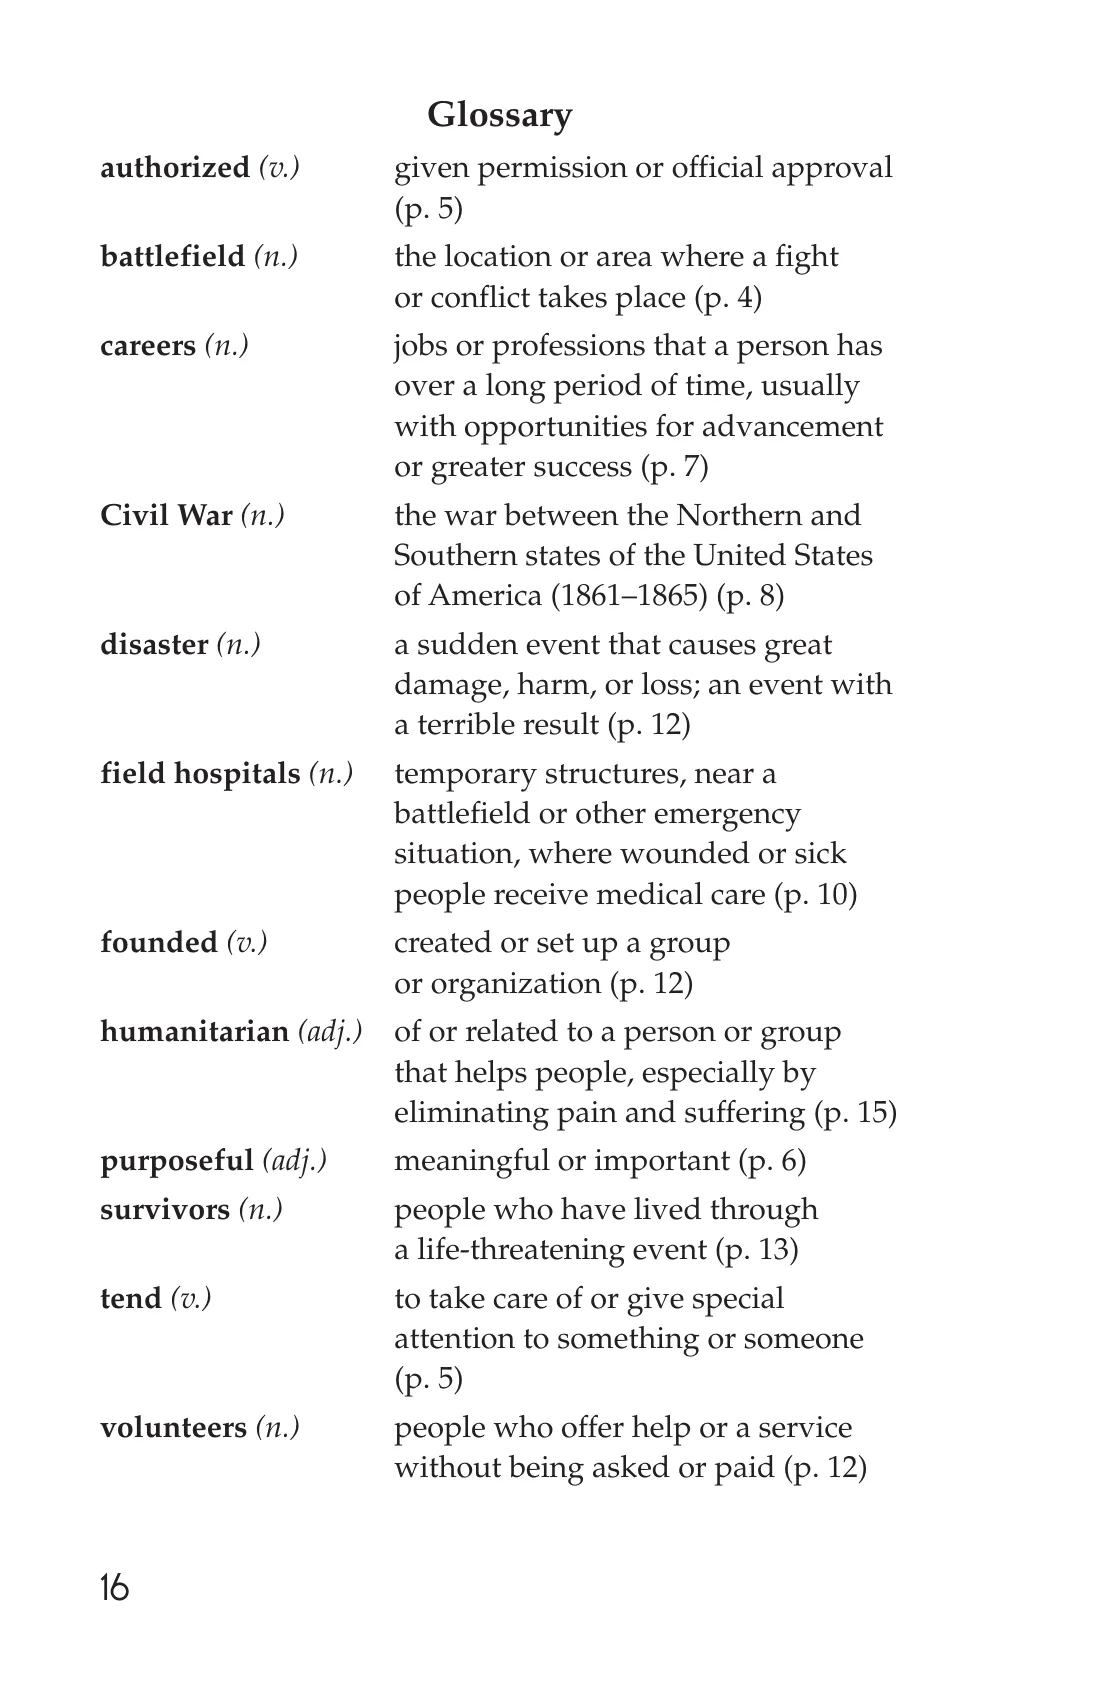 Glossary
authorized (v.) given permission or official approval
(p. 5)
battlefield (n.) the location or area where a fight
or conflict takes place (p. 4)
careers (n.) jobs or professions that a person has
over a long period of time, usually
with opportunities for advancement
or greater success (p. 7)
Civil War (n.) the war between the Northern and
Southern states of the United States
of America (1861–1865) (p. 8)
disaster (n.) a sudden event that causes great
damage, harm, or loss; an event with
a terrible result (p. 12)
field hospitals (n.) temporary structures, near a
battlefield or other emergency
situation, where wounded or sick
people receive medical care (p. 10)
founded (v.) created or set up a group
or organization (p. 12)
humanitarian (adj.) of or related to a person or group
that helps people, especially by
eliminating pain and suffering (p. 15)
purposeful (adj.) meaningful or important (p. 6)
survivors (n.) people who have lived through
a life-threatening event (p. 13)
tend (v.) to take care of or give special
attention to something or someone
(p. 5)
volunteers (n.) people who offer help or a service
without being asked or paid (p. 12)
16